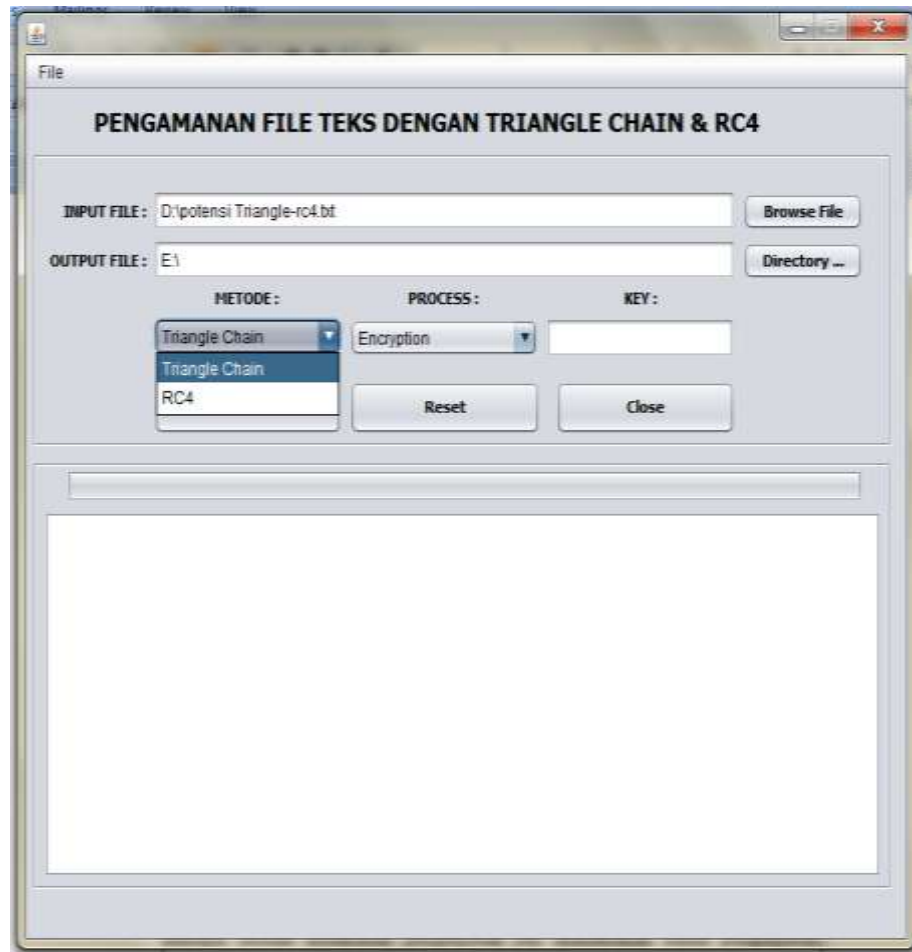 File
PENGAMANAN FILE TEKS DENGAN TRIANGLE CHAIN & RC4
INPUT FILE : D:\potensi Triangle-rc4.txt Browse File
OUTPUT FILE : E:\ Directory ...
METODE : PROCESS : KEY :
Triangle Chain Encryption
Triangle Chain
RC4
Reset Close